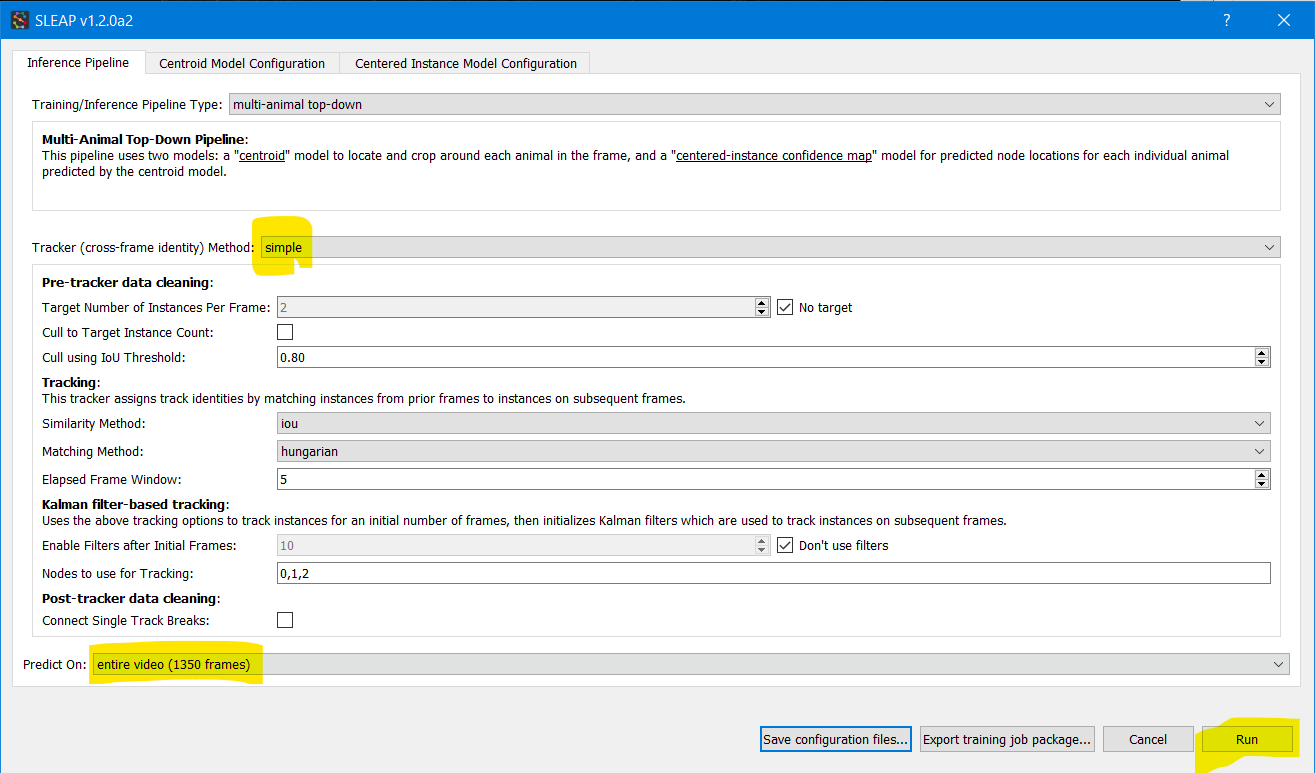 SLEAP v1.2.0a2
?
Inference Pipeline Centroid Model Configuration Centered Instance Model Configuration
Training/Inference Pipeline Type: multi-animal top-down
Multi-Animal Top-Down Pipeline:
This pipeline uses two models: a "centroid" model to locate and crop around each animal in the frame, and a "centered-instance confidence map" model for predicted node locations for each individual animal
predicted by the centroid model.
Tracker (cross-frame identity) Method: simple
Pre-tracker data cleaning:
Target Number of Instances Per Frame: 2 No target
Cull to Target Instance Count:
Cull using IoU Threshold: 0.80
Tracking:
This tracker assigns track identities by matching instances from prior frames to instances on subsequent frames.
Similarity Method: iou
Matching Method: hungarian
Elapsed Frame Window: 5
Kalman filter-based tracking:
Uses the above tracking options to track instances for an initial number of frames, then initializes Kalman filters which are used to track instances on subsequent frames.
Enable Filters after Initial Frames: 10 Don't use filters
Nodes to use for Tracking: 0,1,2
Post-tracker data cleaning:
Connect Single Track Breaks:
Predict On: entire video (1350 frames)
Save configuration files... Export training job package... Cancel Run